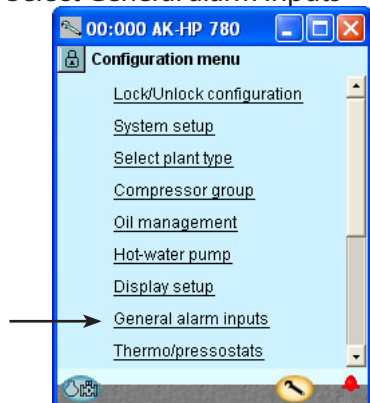 Select General alarm inputs
00:000 AK-HP 780
Configuration menu
Lock/Unlock configuration
System setup
Select plant type
Compressor group
Oil management
Hot-water pump
Display setup
General alarm inputs
Thermo/pressostats